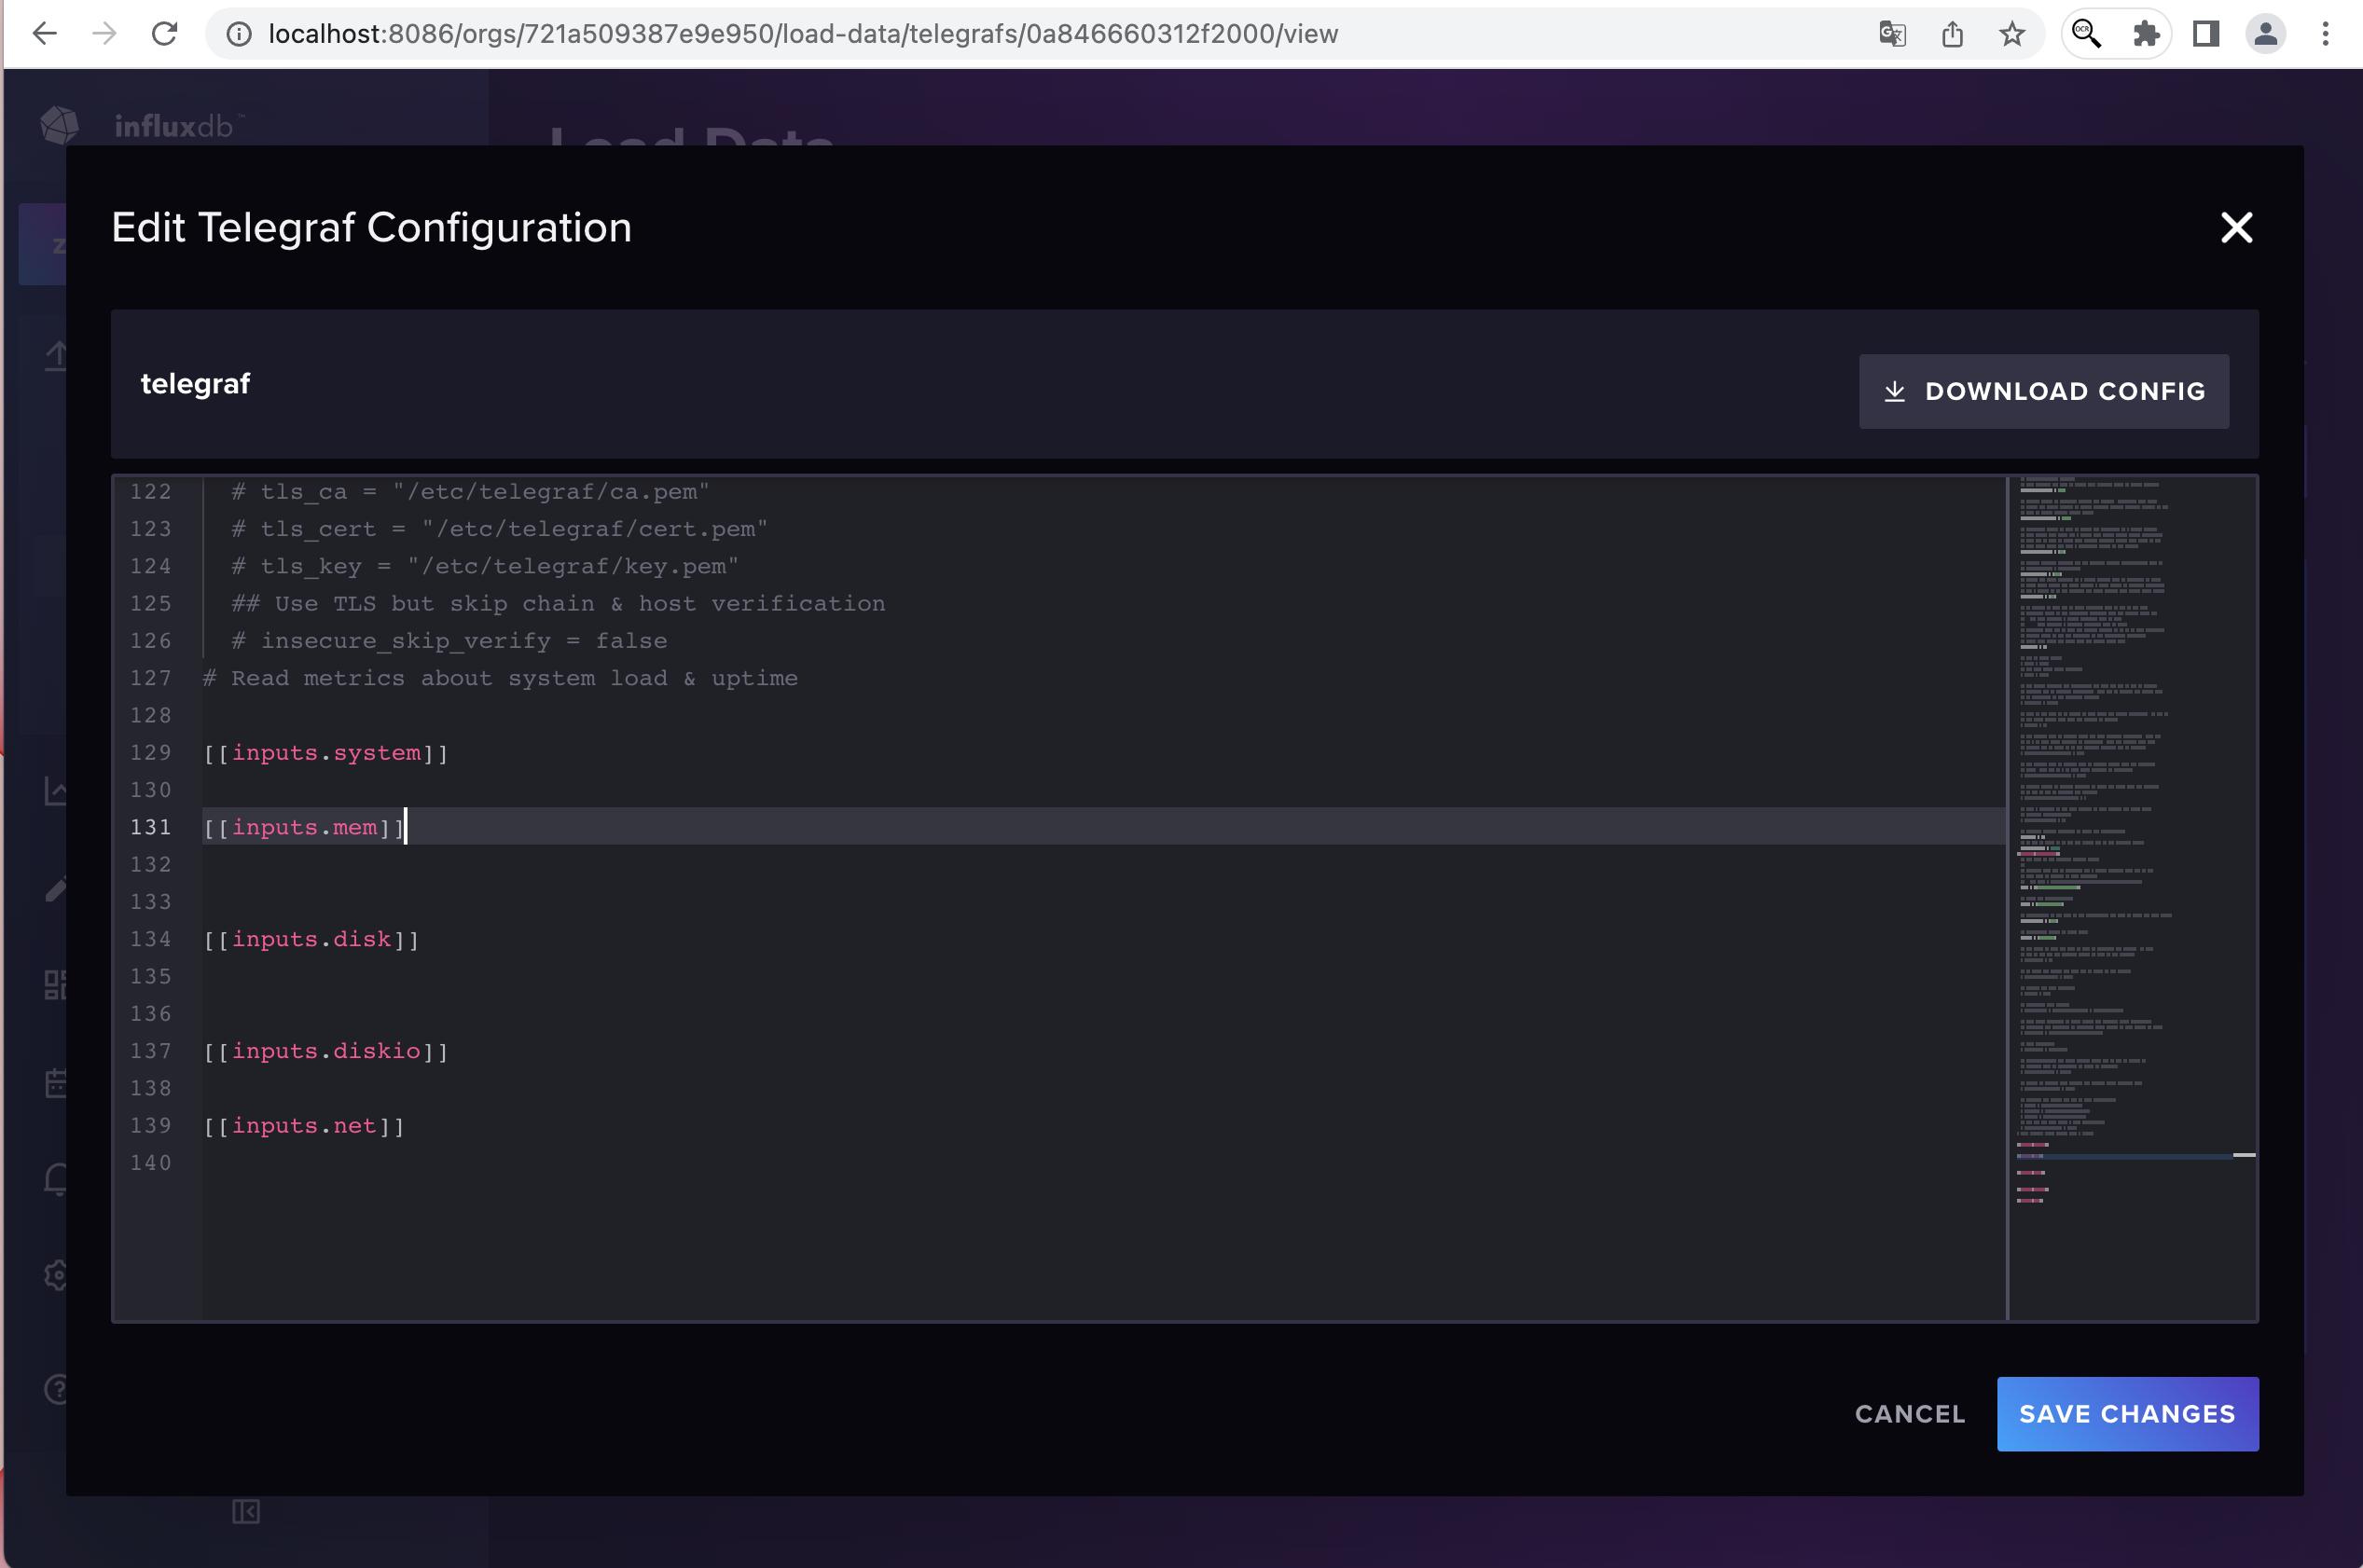 localhost:8086/orgs/721a509387e9e950/load-data/telegrafs/0a846660312f2000/view
influxdb™
Load Data
Edit Telegraf Configuration
telegraf
DOWNLOAD CONFIG
122 # tls_ca = "/etc/telegraf/ca.pem"
123 # tls_cert = "/etc/telegraf/cert.pem"
124 # tls_key = "/etc/telegraf/key.pem"
125 ## Use TLS but skip chain & host verification
126 # insecure_skip_verify = false
127 # Read metrics about system load & uptime
128
129 [[inputs.system]]
130
131 [[inputs.mem]]
132
133
134 [[inputs.disk]]
135
136
137 [[inputs.diskio]]
138
139 [[inputs.net]]
140
CANCEL
SAVE CHANGES